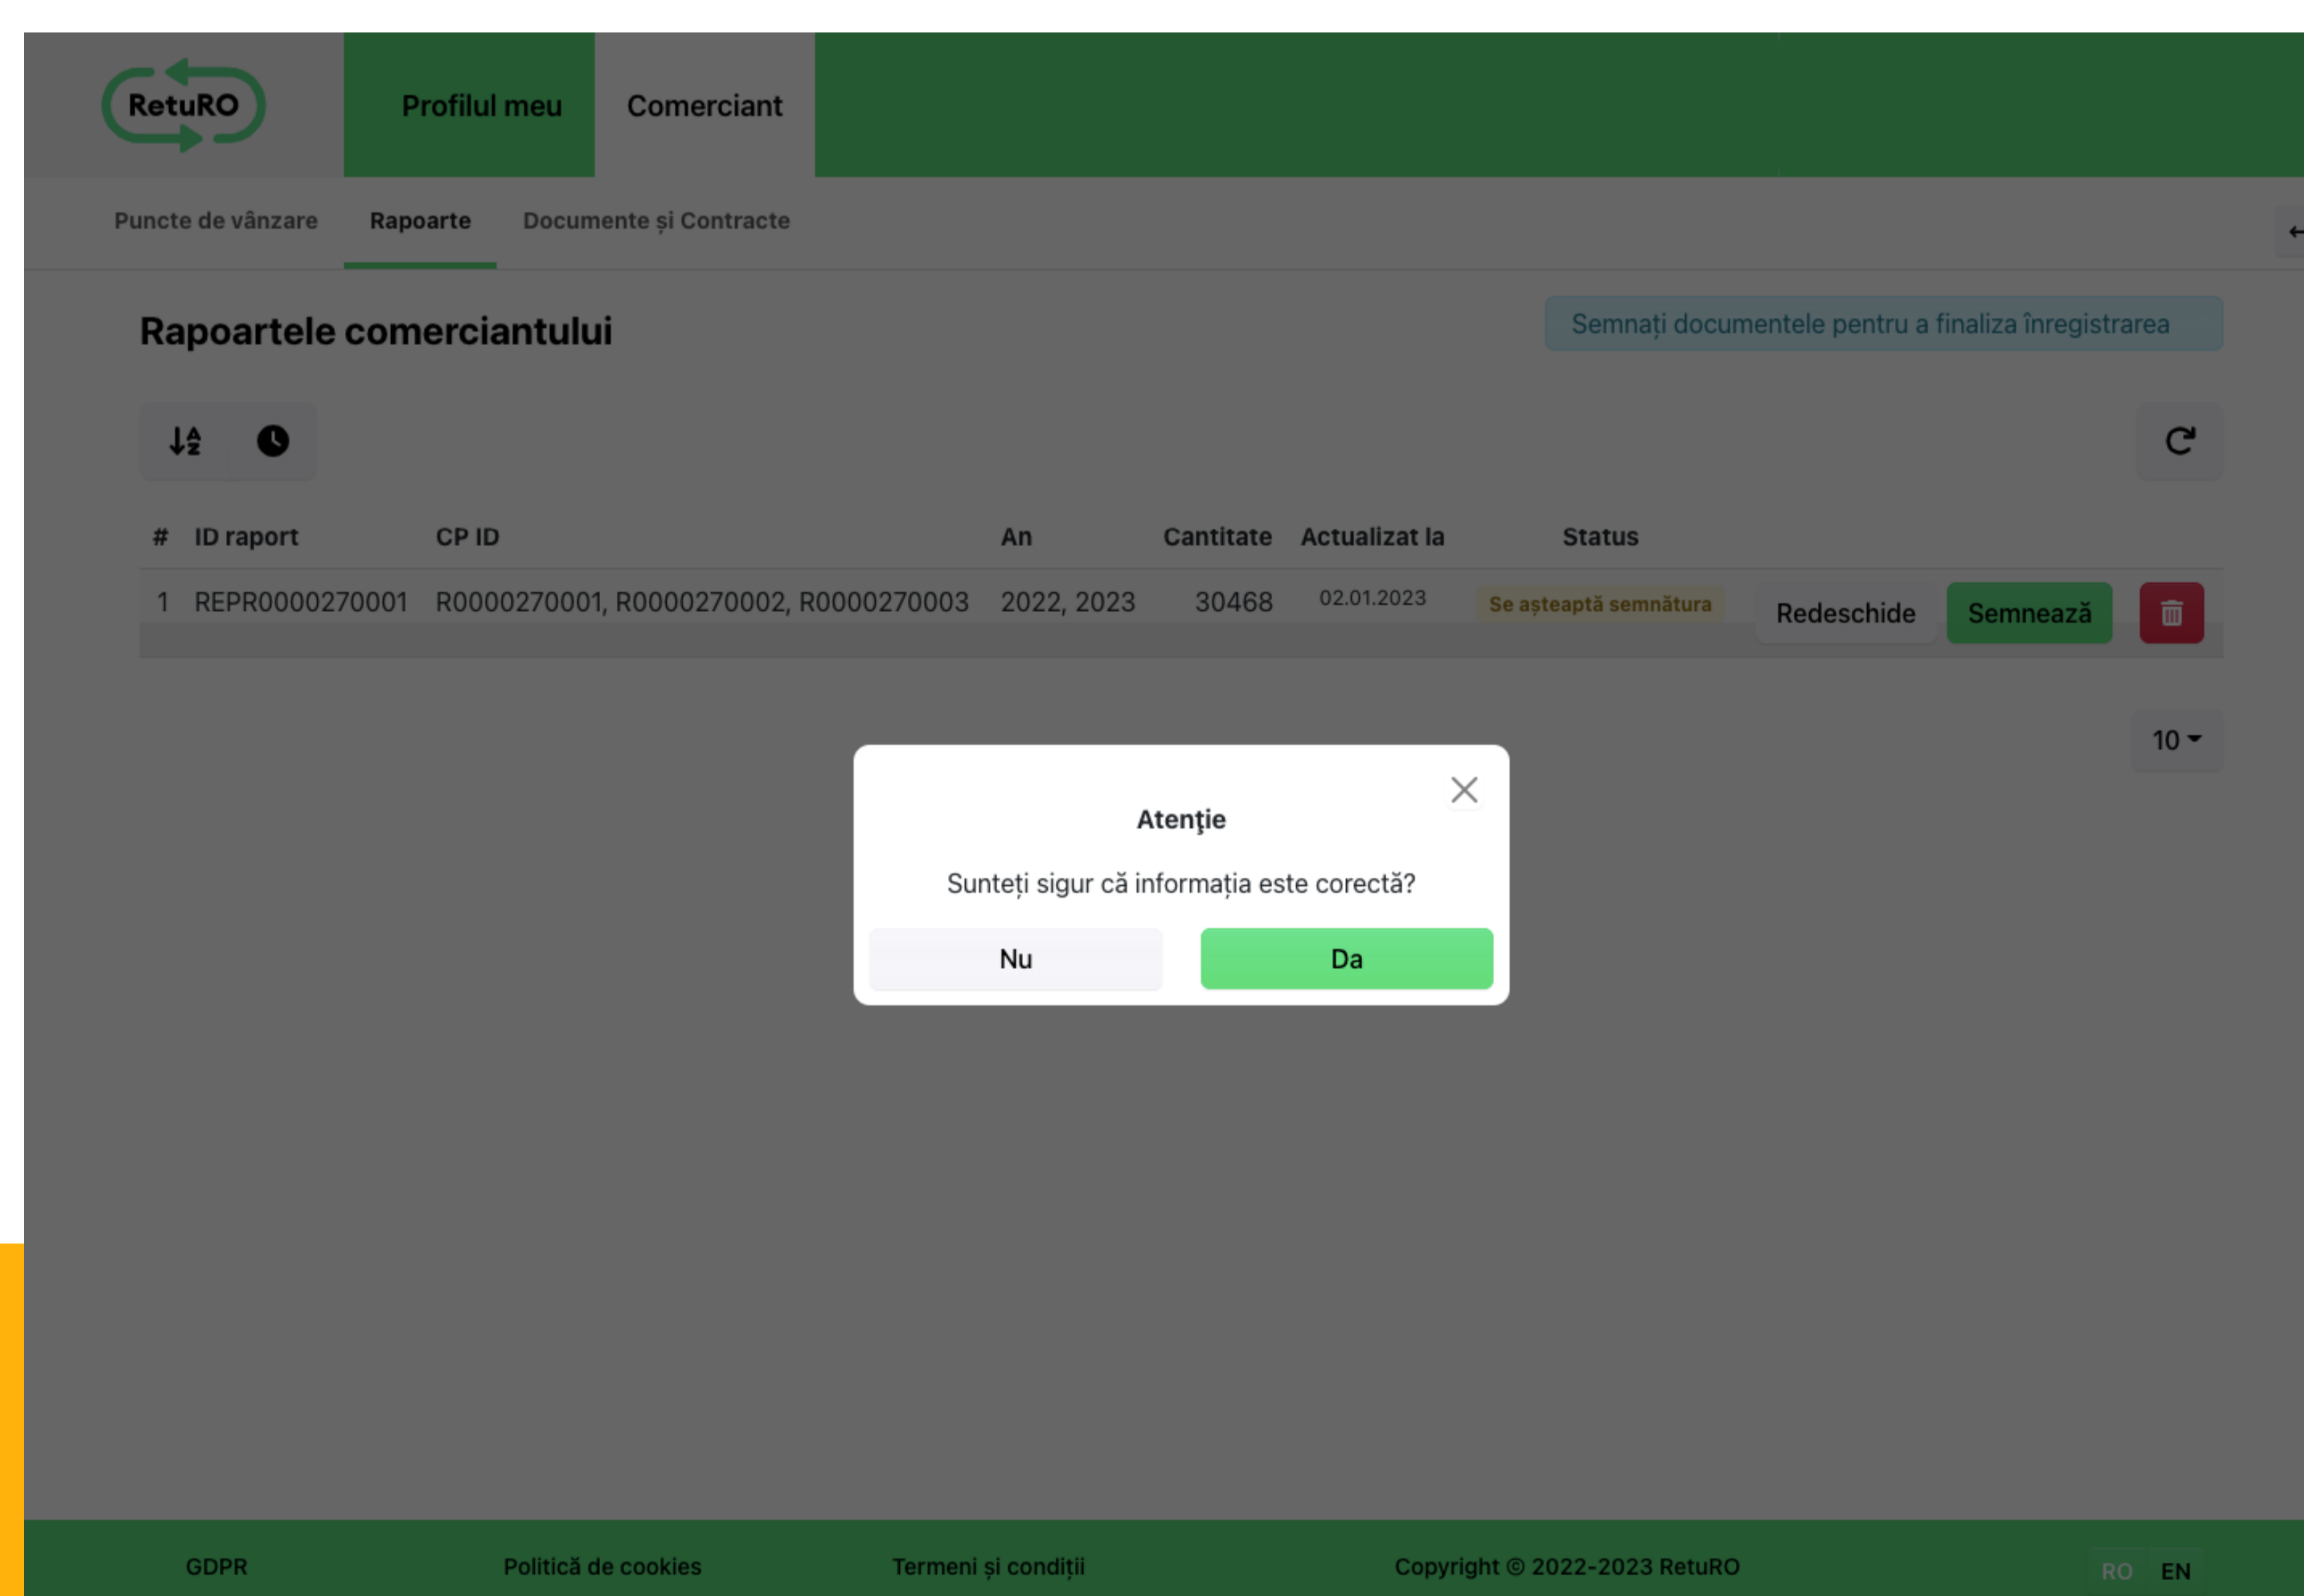 RetuRO
Profilul meu Comerciant
Puncte de vânzare Rapoarte Documente și Contracte
Rapoartele comerciantului
Semnați documentele pentru a finaliza înregistrarea
# ID raport CP ID An Cantitate Actualizat la Status
1 REPR0000270001 R0000270001, R0000270002, R0000270003 2022, 2023 30468 02.01.2023 Se așteaptă semnătura Redeschide Semnează
10
Atenţie
Sunteți sigur că informația este corectă?
Nu Da
GDPR Politică de cookies Termeni și condiții Copyright © 2022-2023 RetuRO RO EN